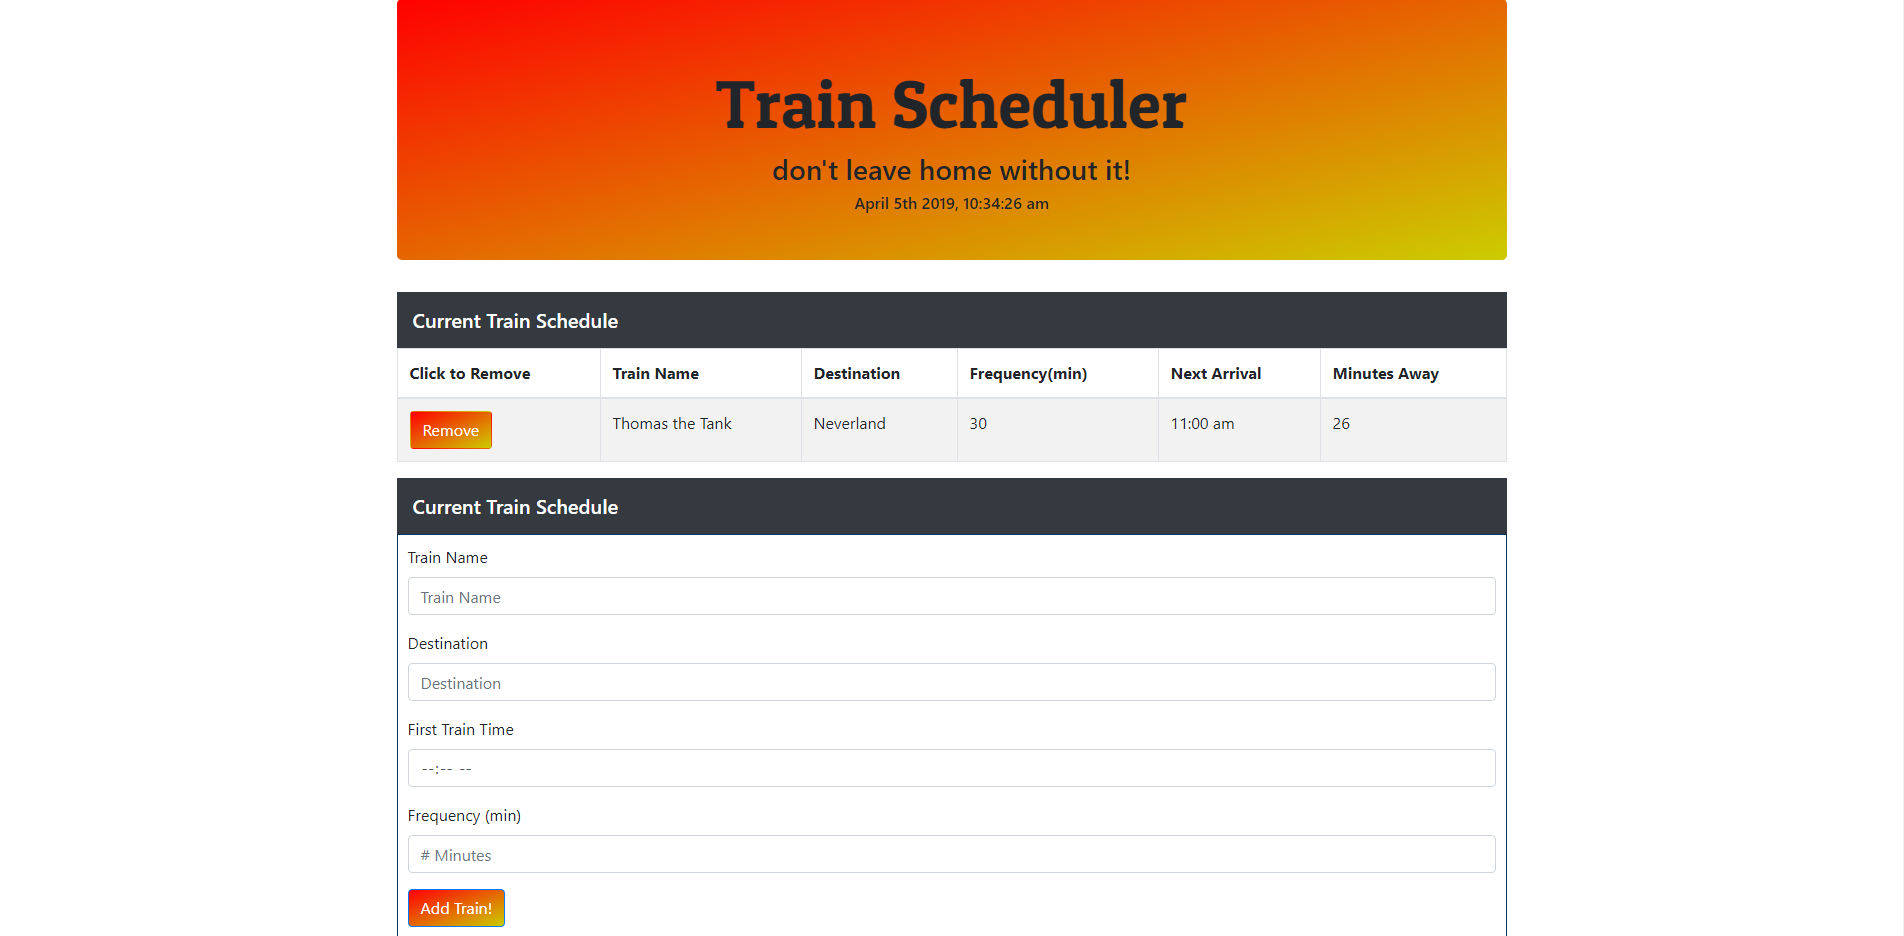 Train Scheduler
don't leave home without it!
April 5th 2019, 10:34:26 am
Current Train Schedule
Click to Remove Train Name Destination Frequency(min) Next Arrival Minutes Away
Remove Thomas the Tank Neverland 30 11:00 am 26
Current Train Schedule
Train Name
Train Name
Destination
Destination
First Train Time
--:-- --
Frequency (min)
# Minutes
Add Train!